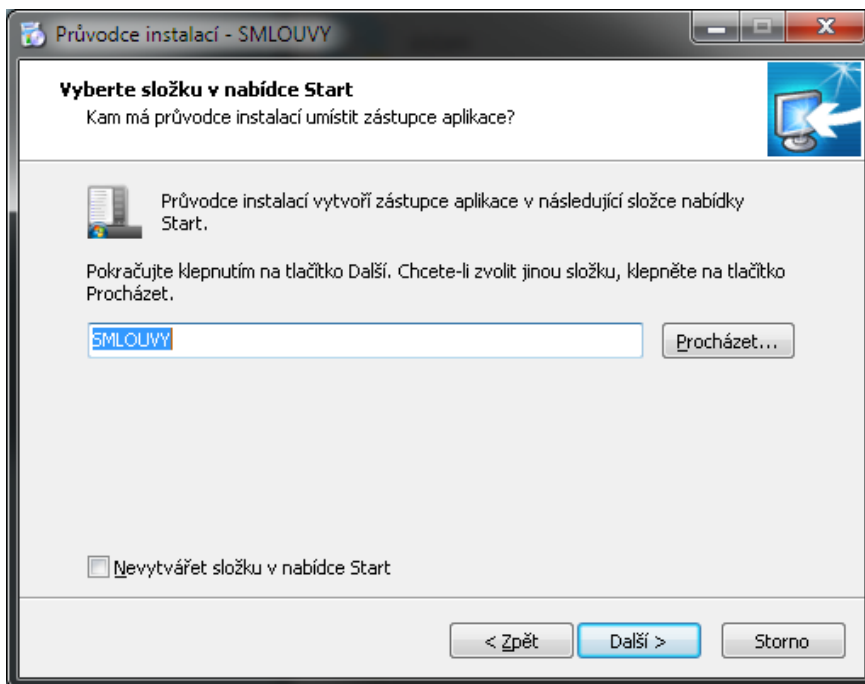 Průvodce instalací - SMLOUVY
Vyberte složku v nabídce Start
Kam má průvodce instalací umístit zástupce aplikace?
Průvodce instalací vytvoří zástupce aplikace v následující složce nabídky
Start.
Pokračujte klepnutím na tlačítko Další. Chcete-li zvolit jinou složku, klepněte na tlačítko
Procházet.
SMLOUVY
Procházet...
Nevytvářet složku v nabídce Start
< Zpět
Další >
Storno